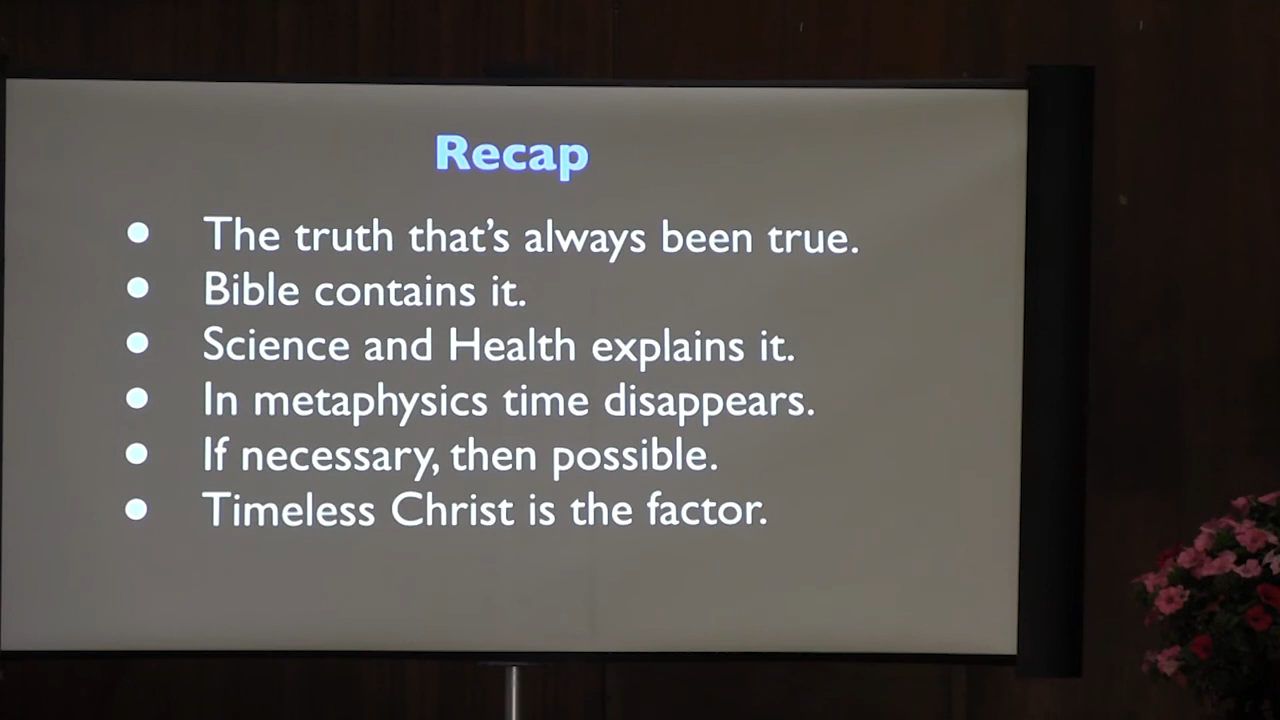 Recap
• The truth that's always been true.
• Bible contains it.
• Science and Health explains it.
• In metaphysics time disappears.
• If necessary, then possible.
• Timeless Christ is the factor.